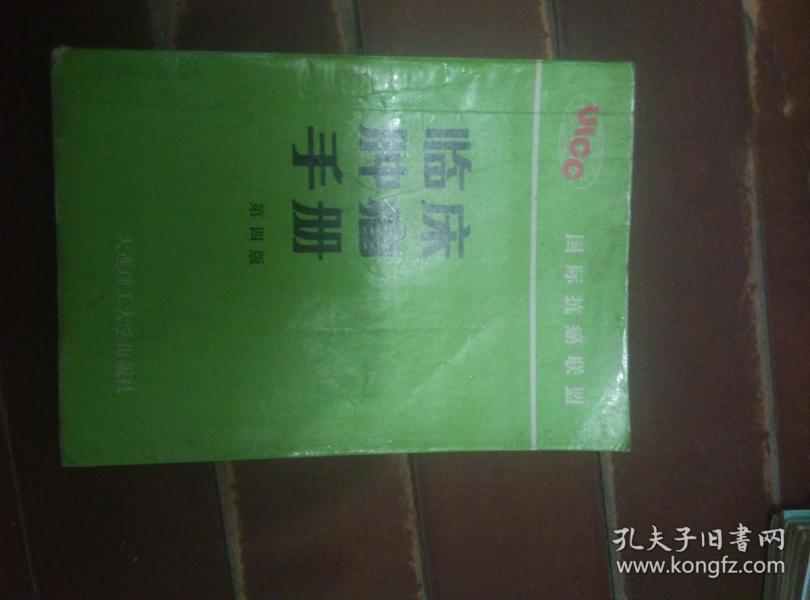 UICC
国际抗癌联盟
临床
肿瘤
手册
第四版
大连理工大学出版社
孔夫子旧书网
www.kongfz.com